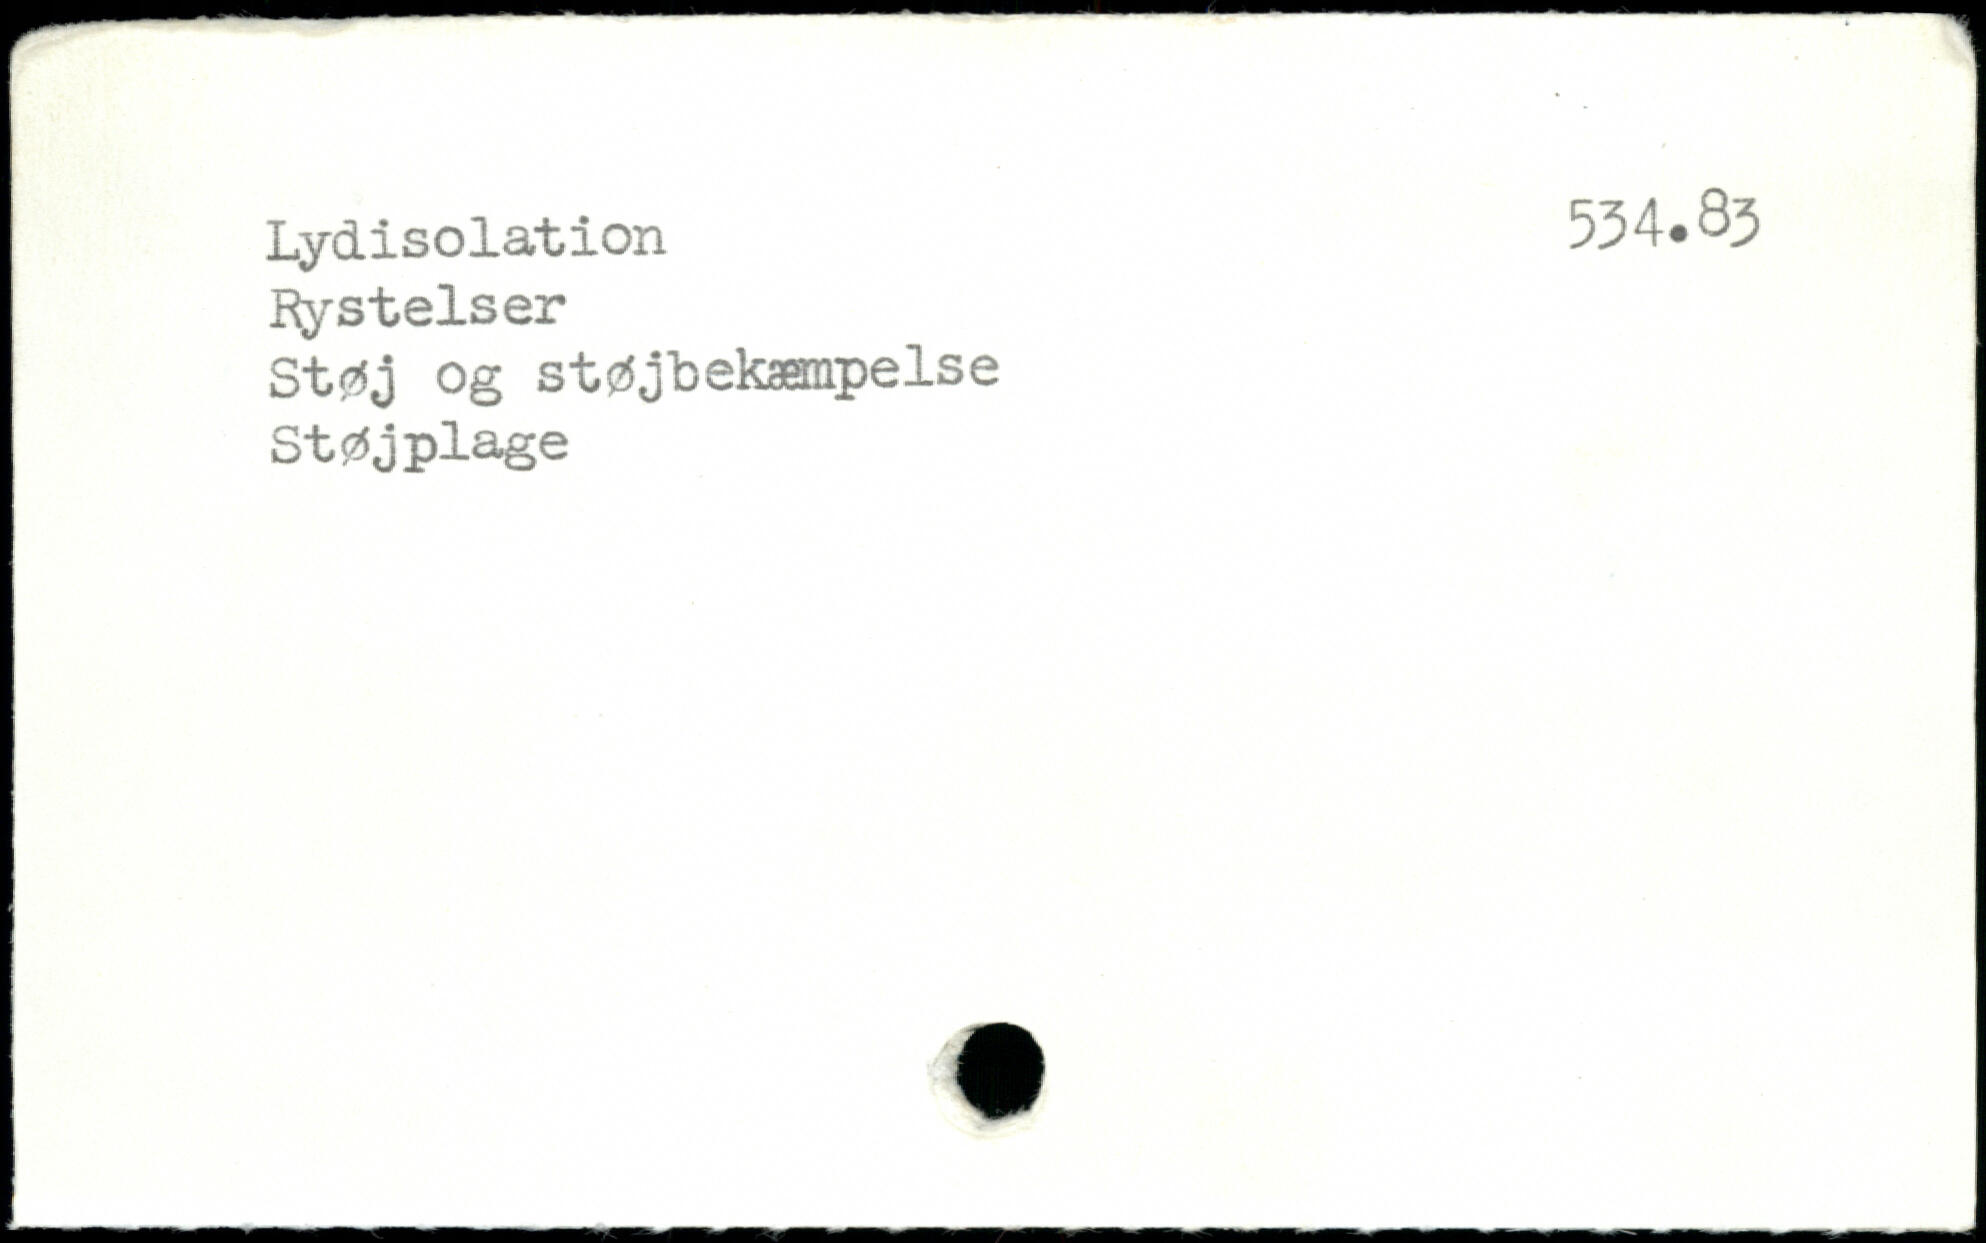 Lydisolation 534.83
Rystelser
Støj og støjbekæmpelse
Støjplage